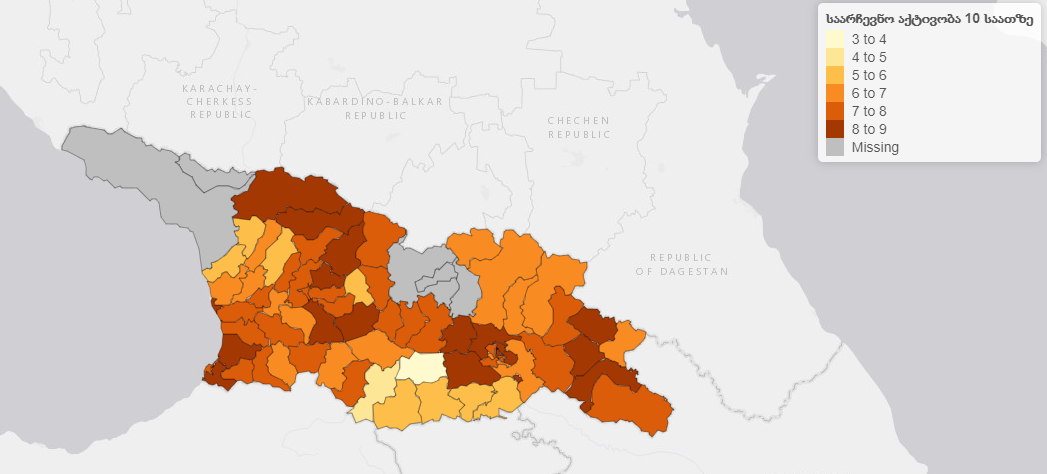 საარჩევნო აქტივობა 10 საათზე
3 to 4
4 to 5
5 to 6
6 to 7
7 to 8
8 to 9
Missing
KARACHAY-
CHERKESS
REPUBLIC
KABARDINO-BALKAR
REPUBLIC
CHECHEN
REPUBLIC
REPUBLIC
OF DAGESTAN